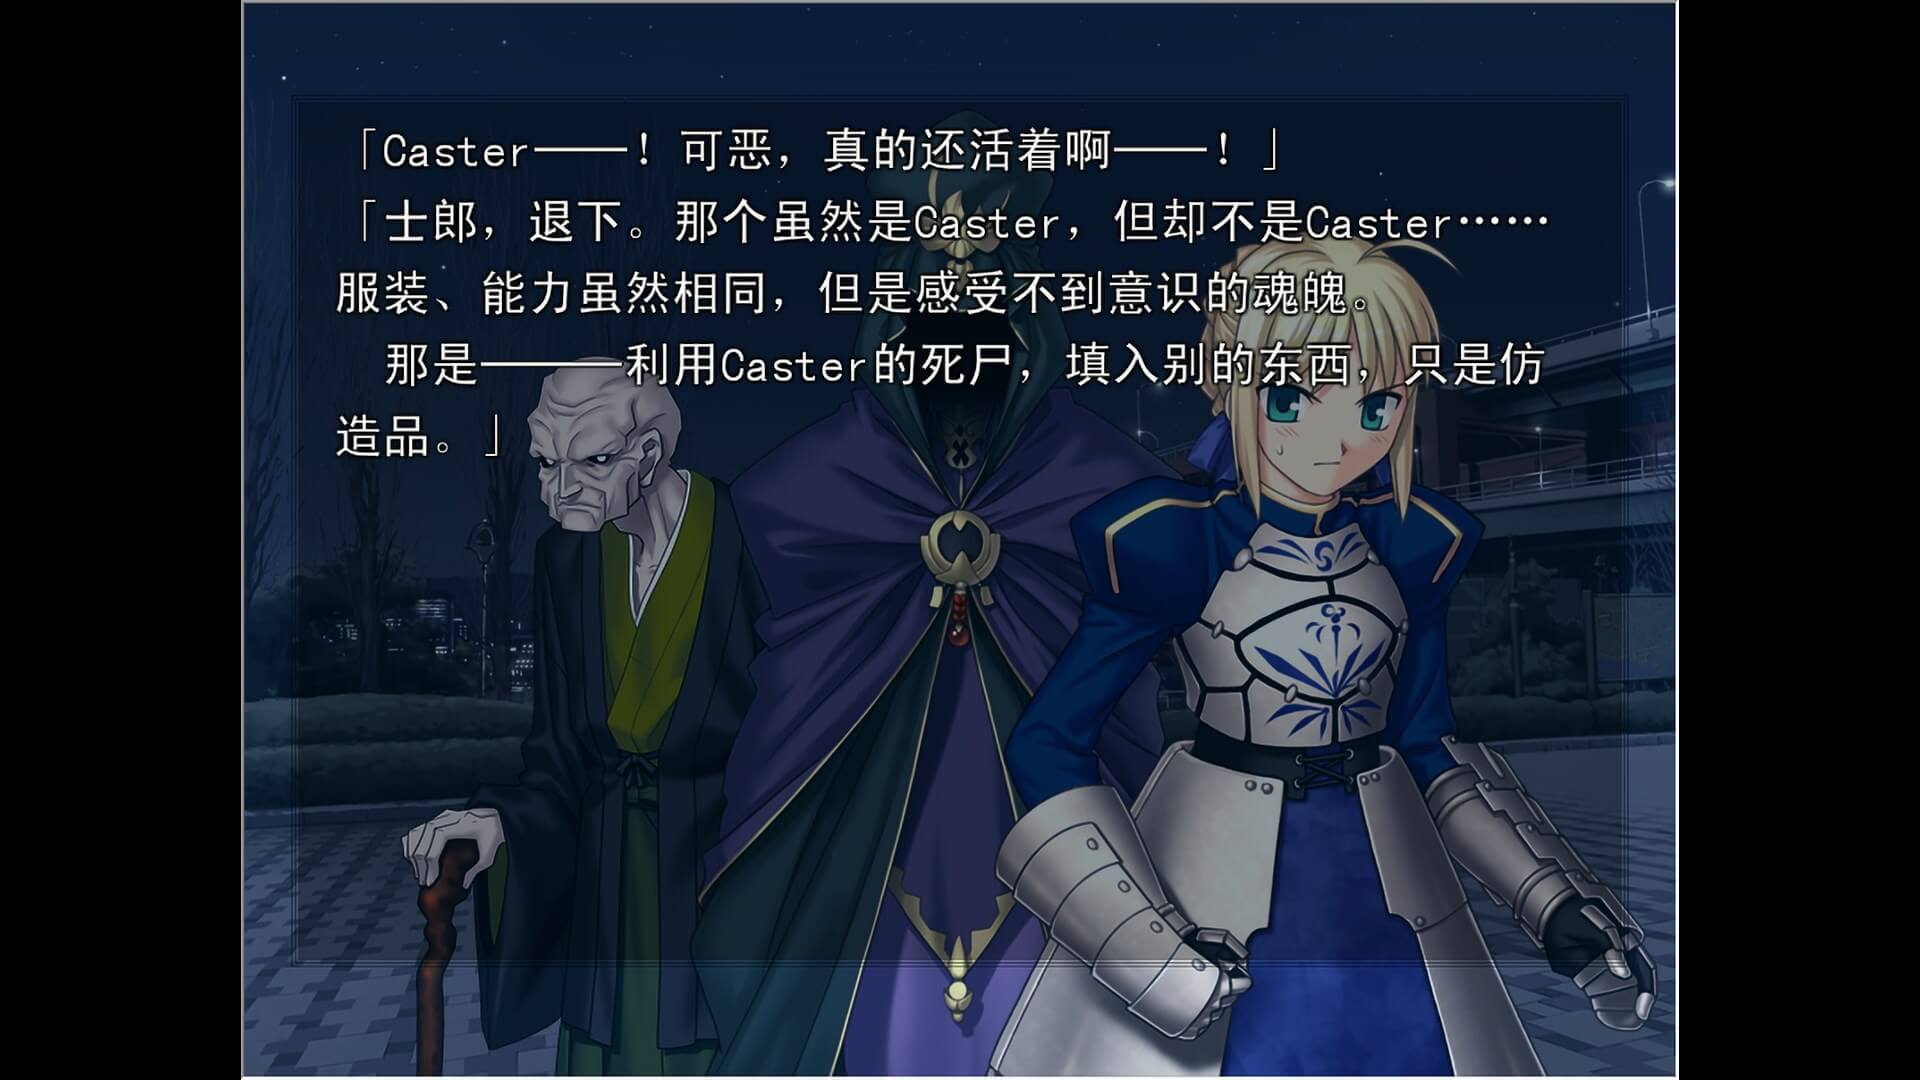 「Caster——！可恶，真的还活着啊——！」
「士郎，退下。那个虽然是Caster，但却不是Caster……
服装、能力虽然相同，但是感受不到意识的魂魄。
那是———利用Caster的死尸，填入别的东西，只是仿
造品。」